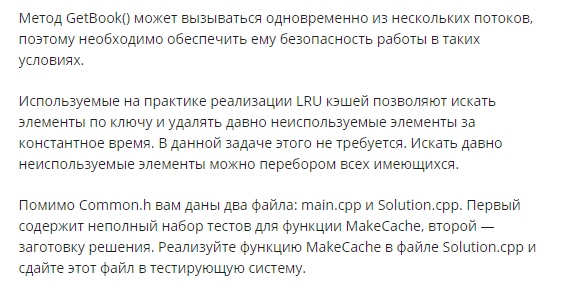 Метод GetBook() может вызываться одновременно из нескольких потоков,
поэтому необходимо обеспечить ему безопасность работы в таких
условиях.
Используемые на практике реализации LRU кэшей позволяют искать
элементы по ключу и удалять давно неиспользуемые элементы за
константное время. В данной задаче этого не требуется. Искать давно
неиспользуемые элементы можно перебором всех имеющихся.
Помимо Common.h вам даны два файла: main.cpp и Solution.cpp. Первый
содержит неполный набор тестов для функции MakeCache, второй —
заготовку решения. Реализуйте функцию MakeCache в файле Solution.cpp и
сдайте этот файл в тестирующую систему.